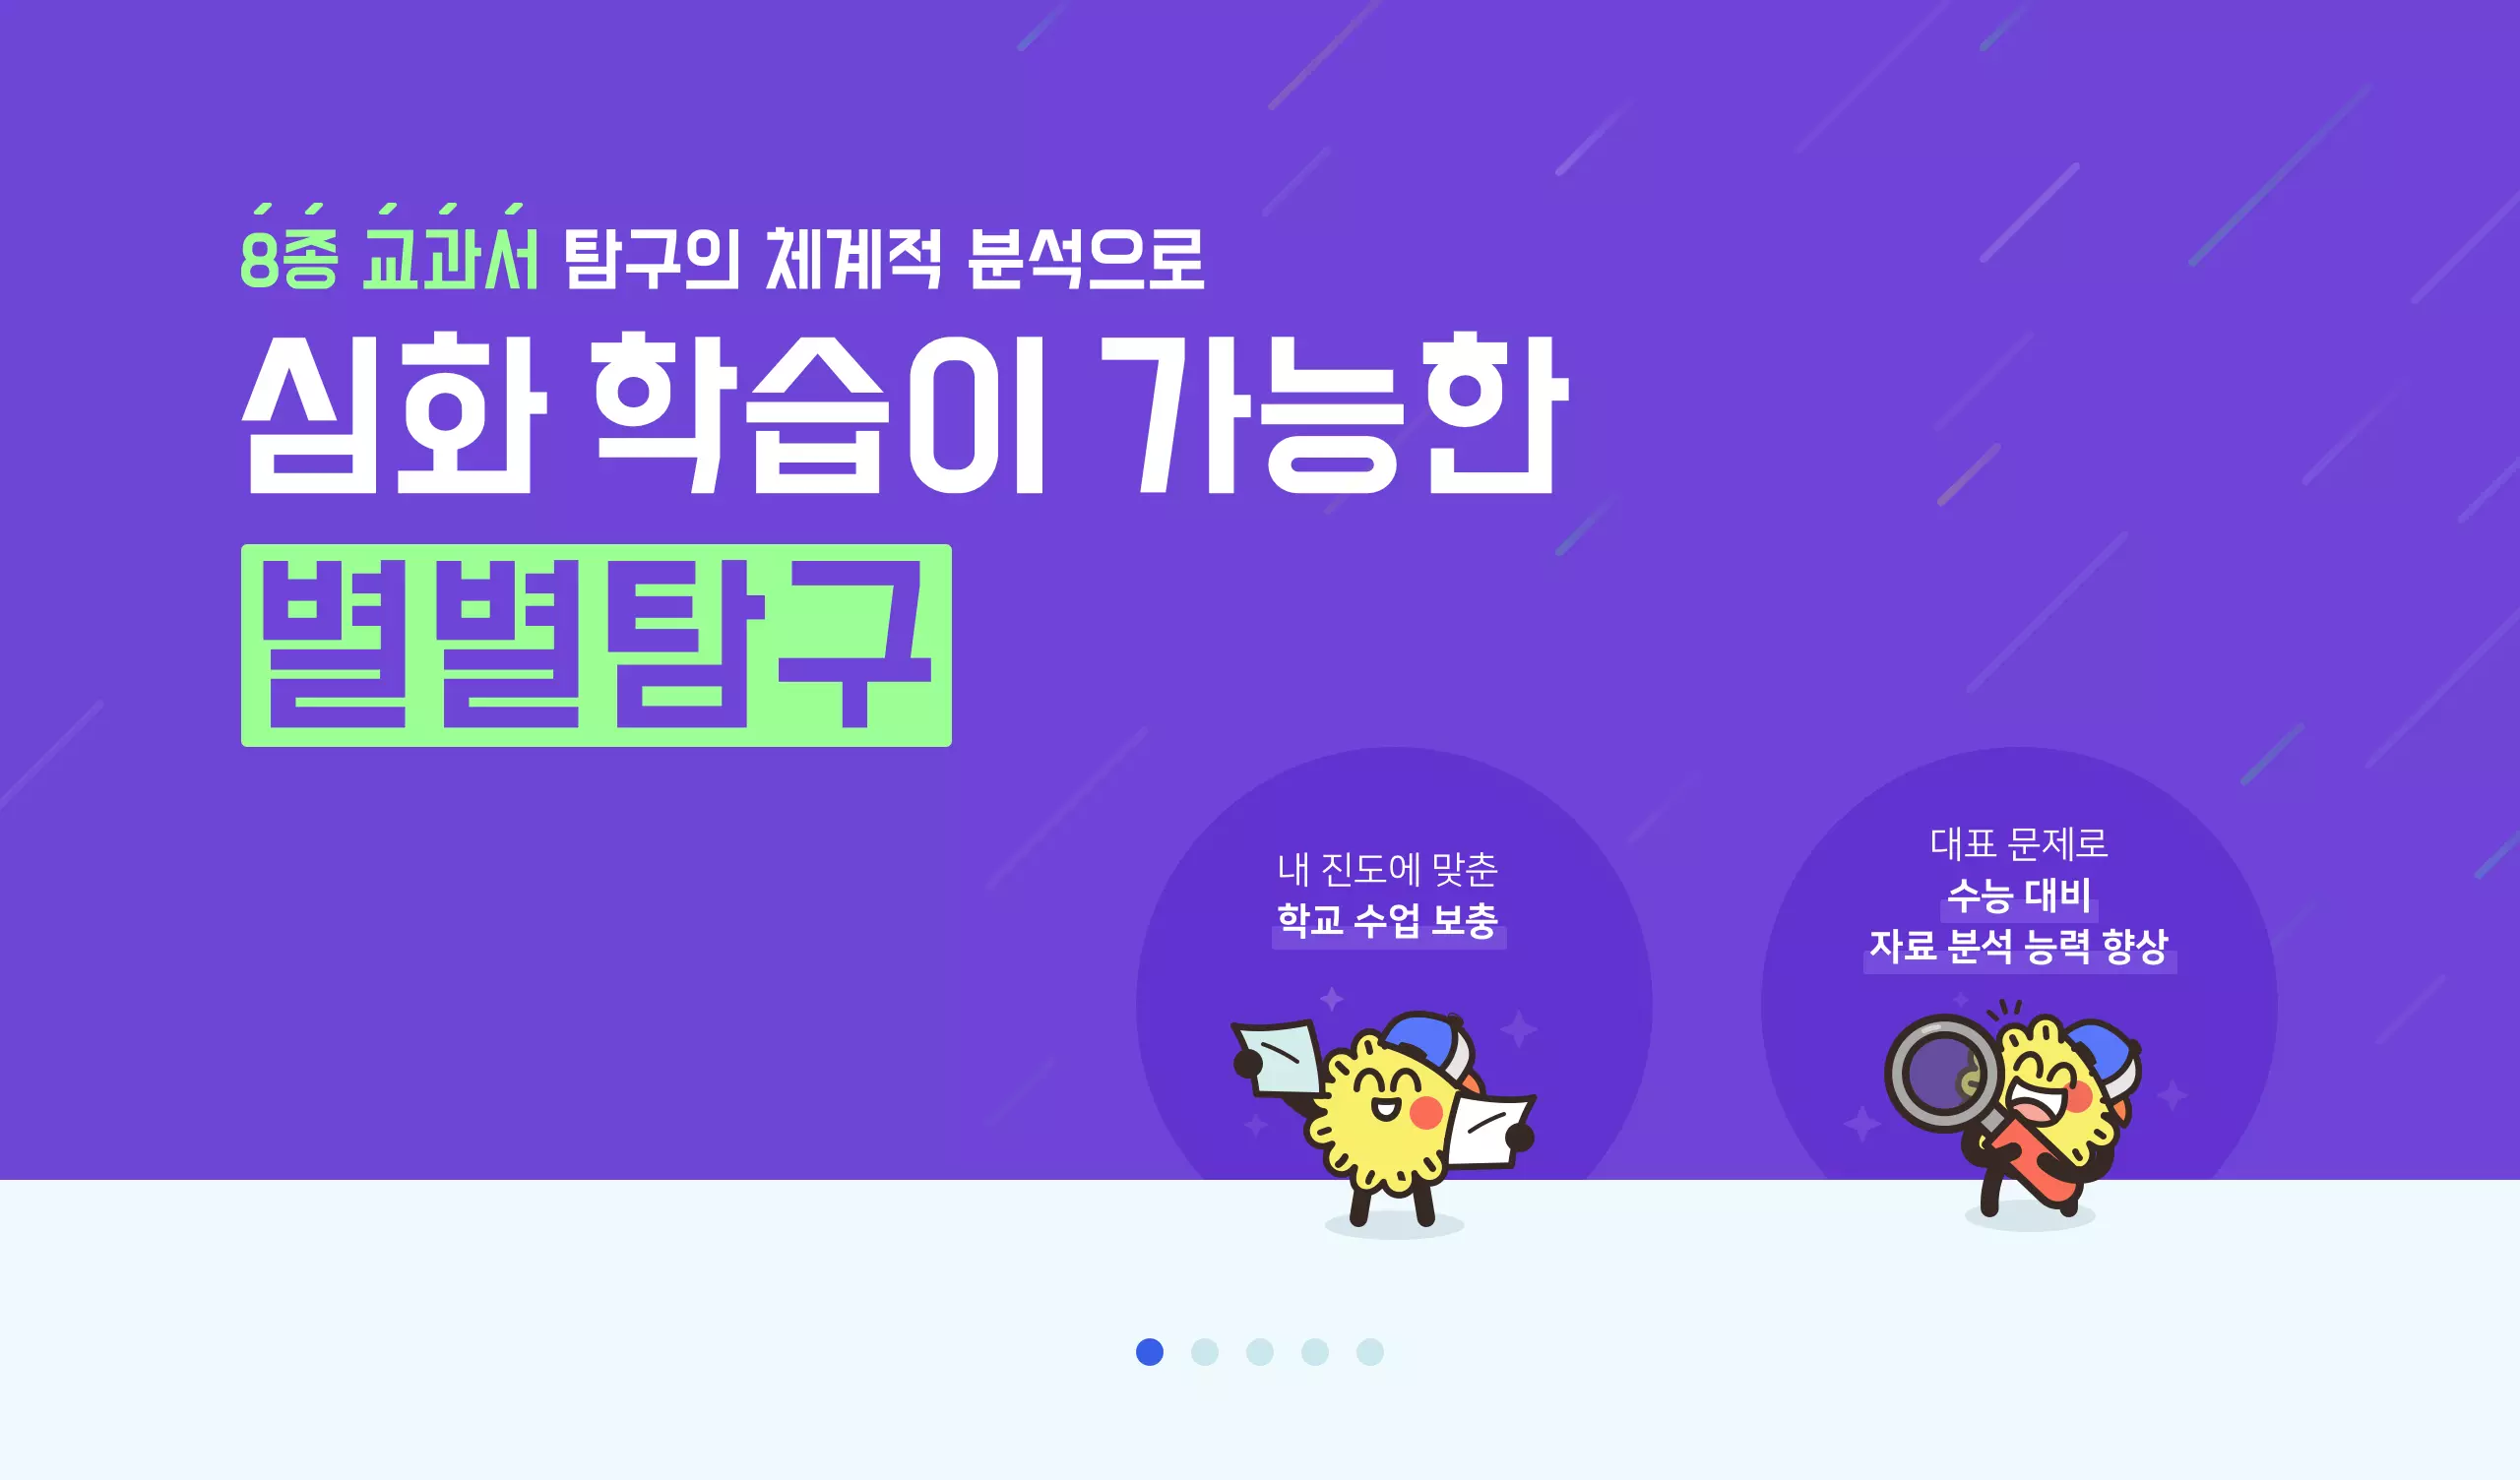 8종 교과서 탐구의 체계적 분석으로
심화 학습이 가능한
별별탐구
내 진도에 맞춘
학교 수업 보충
대표 문제로
수능 대비
자료 분석 능력 향상